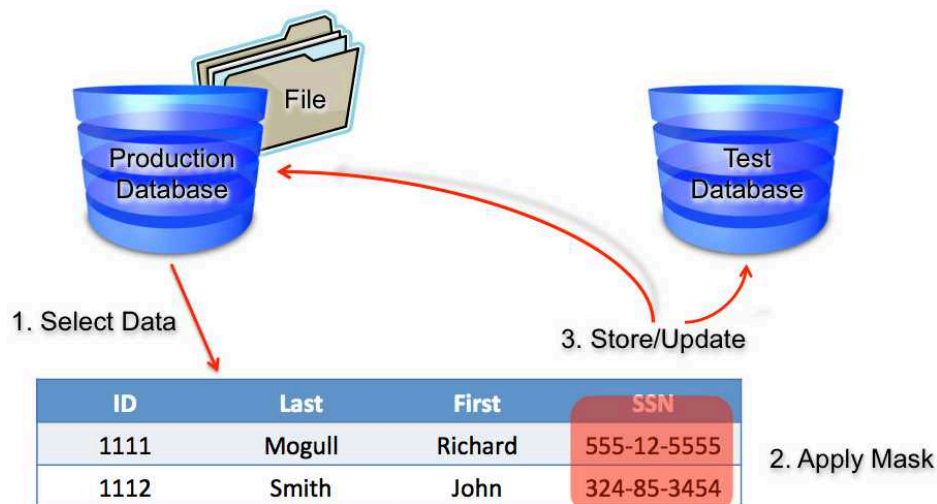 File
Production
Database
Test
Database
1. Select Data
3. Store/Update
ID Last First SSN
1111 Mogull Richard 555-12-5555
1112 Smith John 324-85-3454
2. Apply Mask